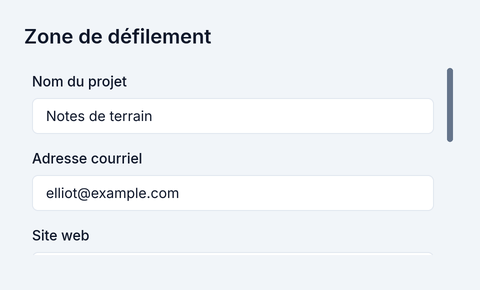 Zone de défilement
Nom du projet
Notes de terrain
Adresse courriel
elliot@example.com
Site web